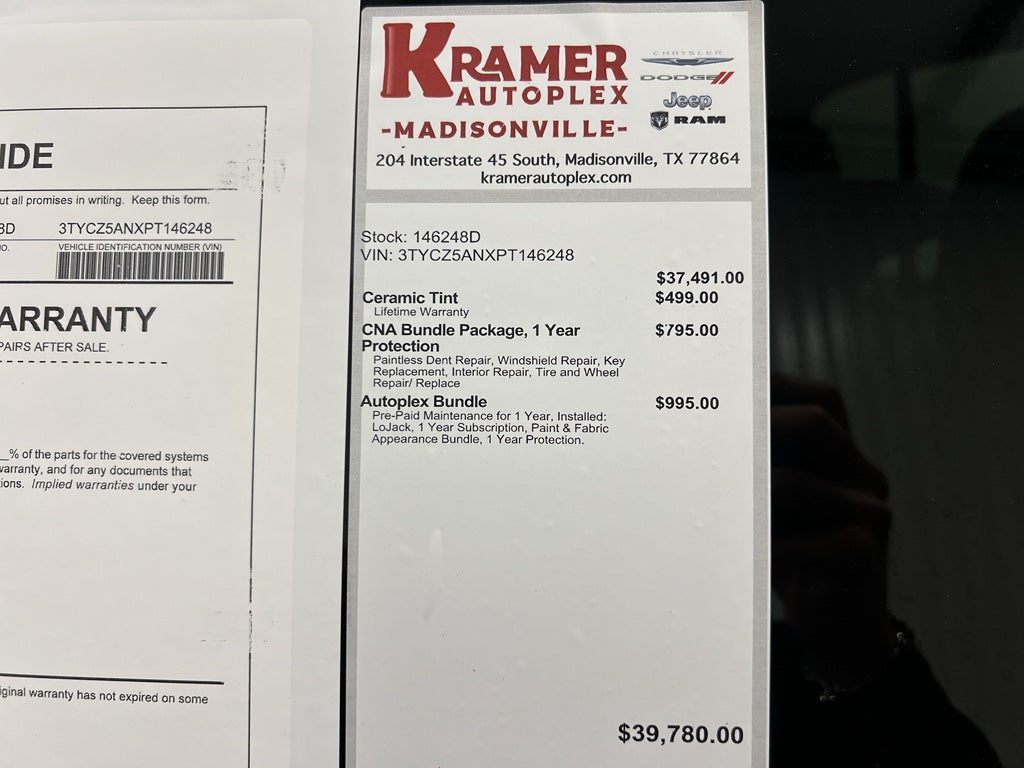 IDE
ut all promises in writing. Keep this form.
8D 3TYCZ5ANXPT146248
NO. VEHICLE IDENTIFICATION NUMBER (VIN)
ARRANTY
PAIRS AFTER SALE.
% of the parts for the covered systems
warranty, and for any documents that
ions. Implied warranties under your
iginal warranty has not expired on some
KRAMER
AUTOPLEX
-MADISONVILLE-
CHRYSLER
DODGE
Jeep
RAM
204 Interstate 45 South, Madisonville, TX 77864
kramerautoplex.com
Stock: 146248D
VIN: 3TYCZ5ANXPT146248
$37,491.00
Ceramic Tint $499.00
Lifetime Warranty
CNA Bundle Package, 1 Year $795.00
Protection
Paintless Dent Repair, Windshield Repair, Key
Replacement, Interior Repair, Tire and Wheel
Repair/ Replace
Autoplex Bundle $995.00
Pre-Paid Maintenance for 1 Year, Installed:
LoJack, 1 Year Subscription, Paint & Fabric
Appearance Bundle, 1 Year Protection.
$39,780.00